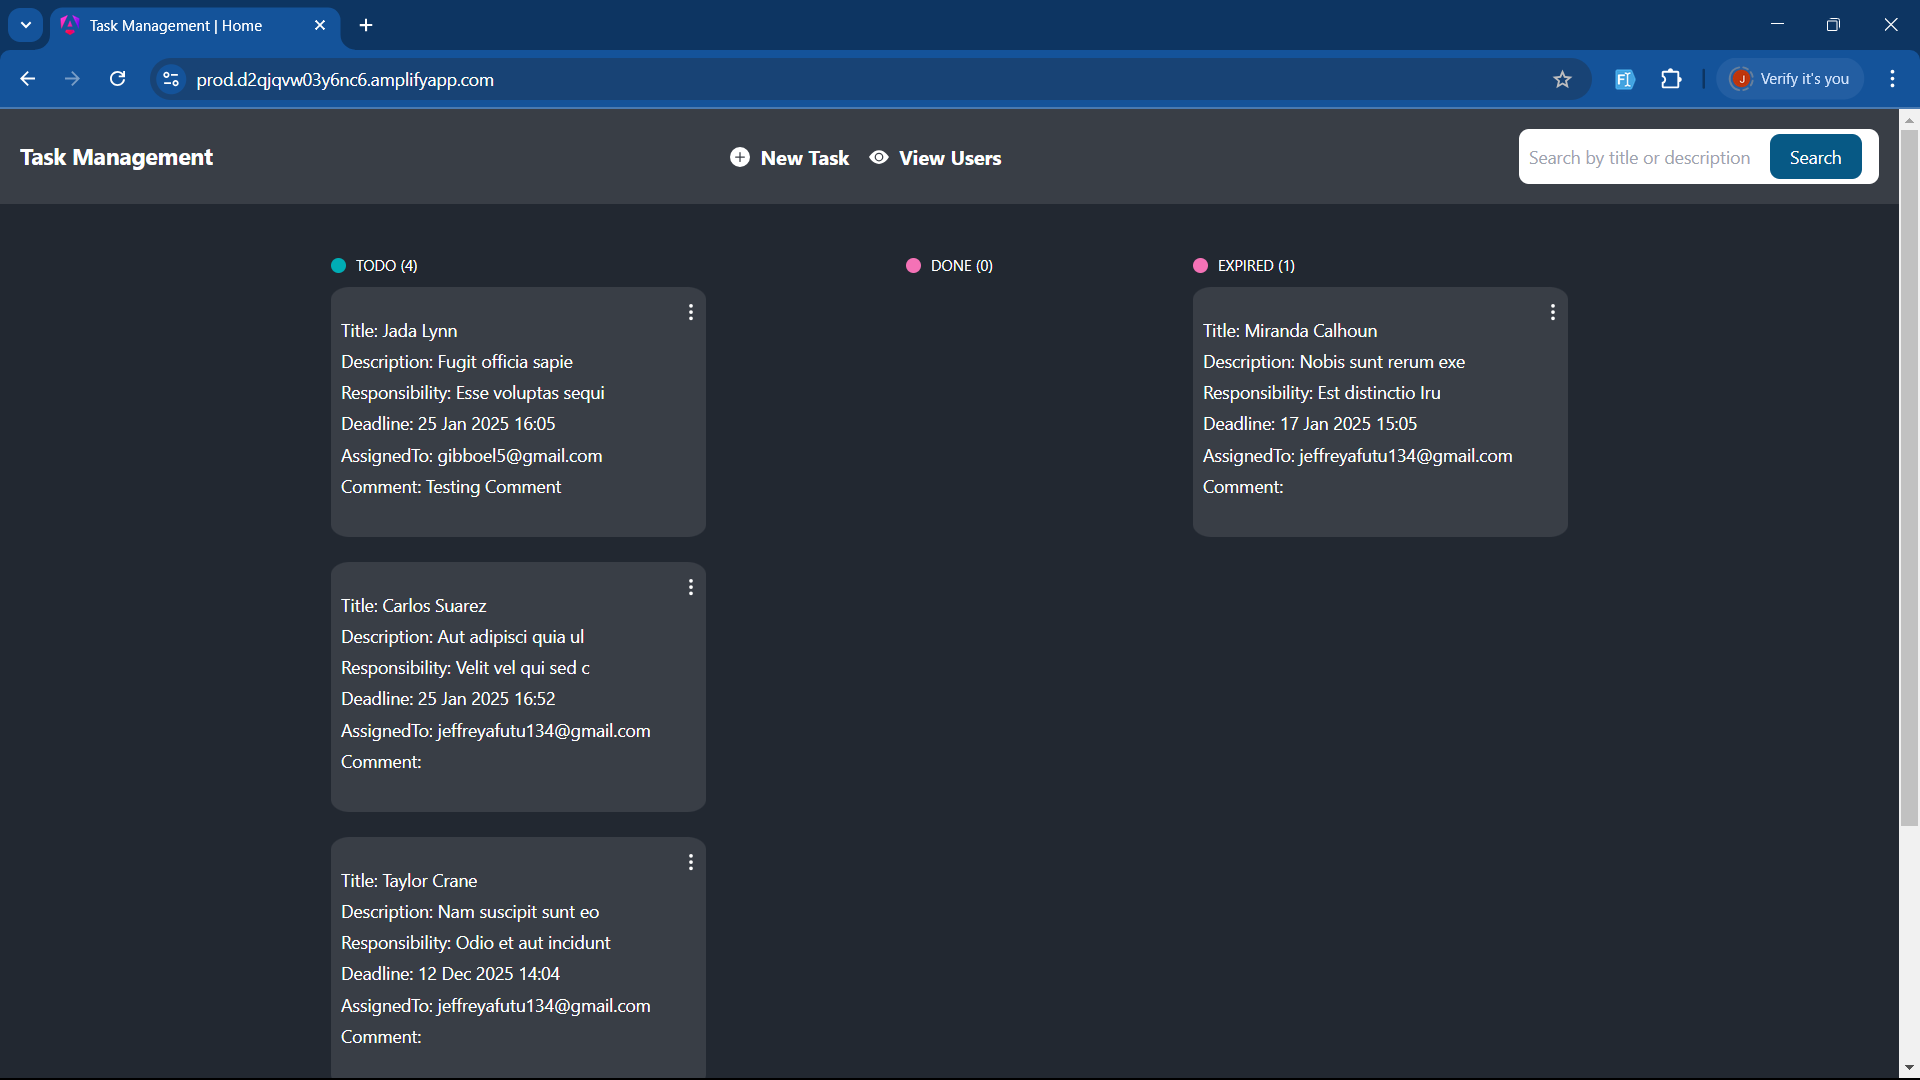 Task Management | Home
prod.d2qjqvw03y6nc6.amplifyapp.com
Verify it's you
Task Management
New Task
View Users
Search by title or description
Search
TODO (4)
Title: Jada Lynn
Description: Fugit officia sapie
Responsibility: Esse voluptas sequi
Deadline: 25 Jan 2025 16:05
AssignedTo: gibboel5@gmail.com
Comment: Testing Comment
Title: Carlos Suarez
Description: Aut adipisci quia ul
Responsibility: Velit vel qui sed c
Deadline: 25 Jan 2025 16:52
AssignedTo: jeffreyafutu134@gmail.com
Comment:
Title: Taylor Crane
Description: Nam suscipit sunt eo
Responsibility: Odio et aut incidunt
Deadline: 12 Dec 2025 14:04
AssignedTo: jeffreyafutu134@gmail.com
Comment:
DONE (0)
EXPIRED (1)
Title: Miranda Calhoun
Description: Nobis sunt rerum exe
Responsibility: Est distinctio Iru
Deadline: 17 Jan 2025 15:05
AssignedTo: jeffreyafutu134@gmail.com
Comment: